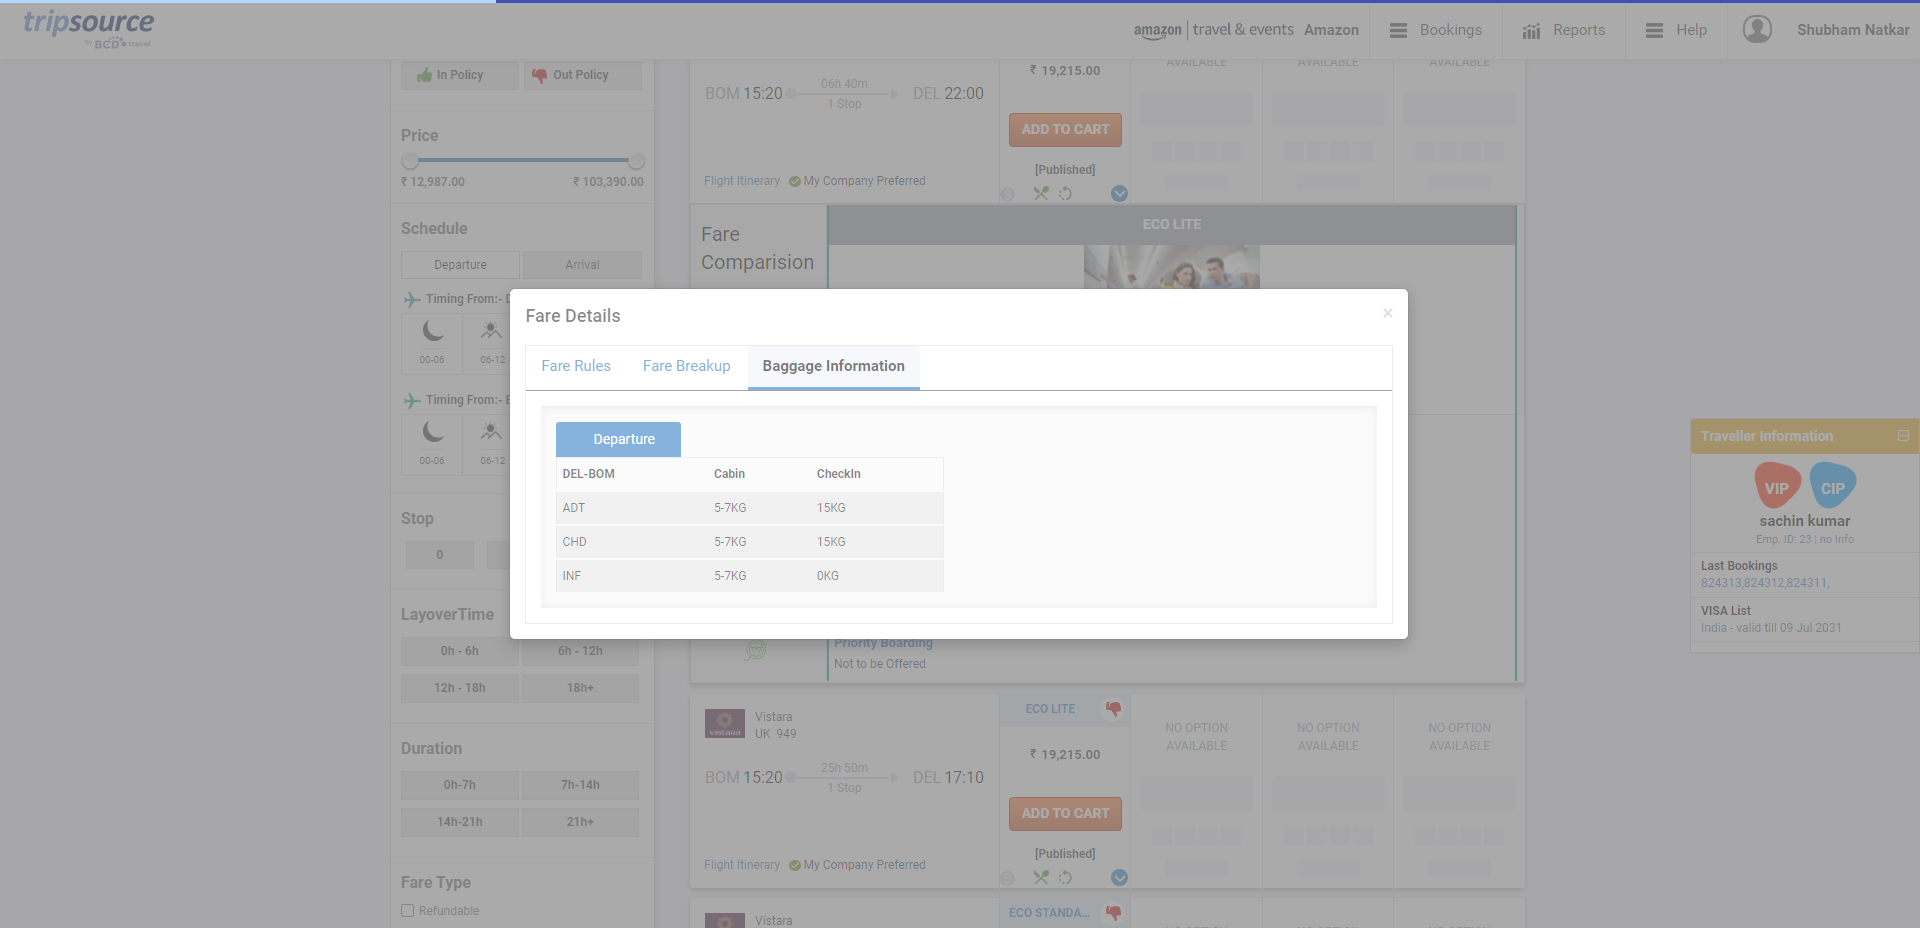 tripsource
by BCD travel
amazon | travel & events Amazon
Bookings
Reports
Help
Shubham Natkar
In Policy
Out Policy
Price
₹ 12,987.00
₹ 103,390.00
Schedule
Departure
Arrival
Timing From:-
00-06
06-12
Timing From:-
00-06
06-12
Stop
0
LayoverTime
0h - 6h
6h - 12h
12h - 18h
18h+
Duration
0h-7h
7h-14h
14h-21h
21h+
Fare Type
Refundable
BOM 15:20
06h 40m
1 Stop
DEL 22:00
Flight Itinerary
My Company Preferred
₹ 19,215.00
ADD TO CART
[Published]
AVAILABLE
AVAILABLE
AVAILABLE
Fare
Comparision
ECO LITE
Fare Details
×
Fare Rules
Fare Breakup
Baggage Information
Departure
DEL-BOM Cabin CheckIn
ADT 5-7KG 15KG
CHD 5-7KG 15KG
INF 5-7KG 0KG
Priority Boarding
Not to be Offered
VISTARA
Vistara
UK 949
BOM 15:20
25h 50m
1 Stop
DEL 17:10
Flight Itinerary
My Company Preferred
ECO LITE
₹ 19,215.00
ADD TO CART
[Published]
NO OPTION
AVAILABLE
NO OPTION
AVAILABLE
NO OPTION
AVAILABLE
Vistara
ECO STANDA...
Traveller Information
VIP
CIP
sachin kumar
Emp. ID: 23 | no Info
Last Bookings
824313,824312,824311,
VISA List
India - valid till 09 Jul 2031